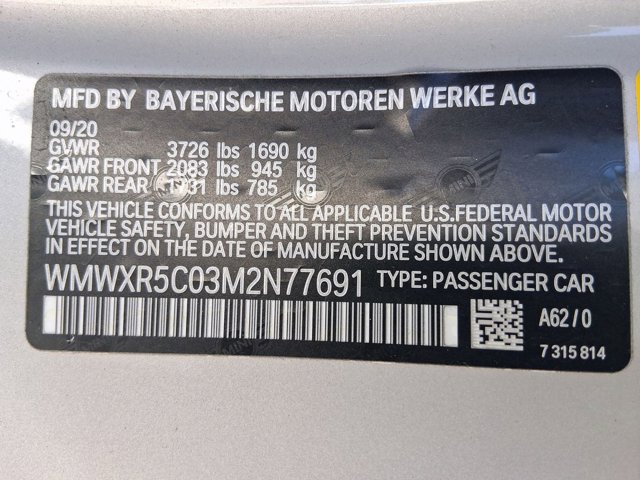 MFD BY BAYERISCHE MOTOREN WERKE AG
09/20
GVWR 3726 lbs 1690 kg
GAWR FRONT 2083 lbs 945 kg
GAWR REAR 1731 lbs 785 kg
THIS VEHICLE CONFORMS TO ALL APPLICABLE U.S.FEDERAL MOTOR
VEHICLE SAFETY, BUMPER AND THEFT PREVENTION STANDARDS
IN EFFECT ON THE DATE OF MANUFACTURE SHOWN ABOVE.
WMWXR5C03M2N77691 TYPE: PASSENGER CAR
A62/0
7 315 814
MINI